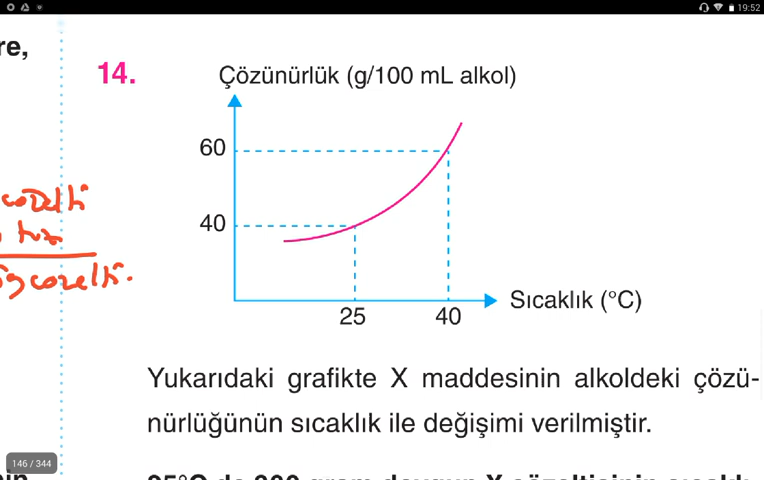 19:52
re,
14.
Çözünürlük (g/100 mL alkol)
60
40
25
40
Sıcaklık (°C)
Yukarıdaki grafikte X maddesinin alkoldeki çözü-
nürlüğünün sıcaklık ile değişimi verilmiştir.
146 / 344